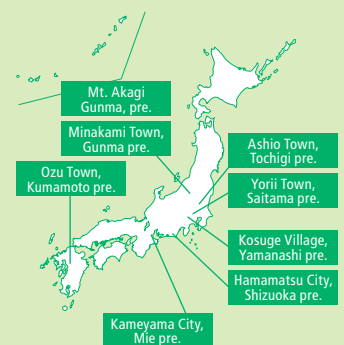 Mt. Akagi
Gunma, pre.
Minakami Town,
Gunma pre.
Ozu Town,
Kumamoto pre.
Ashio Town,
Tochigi pre.
Yorii Town,
Saitama pre.
Kosuge Village,
Yamanashi pre.
Hamamatsu City,
Shizuoka pre.
Kameyama City,
Mie pre.